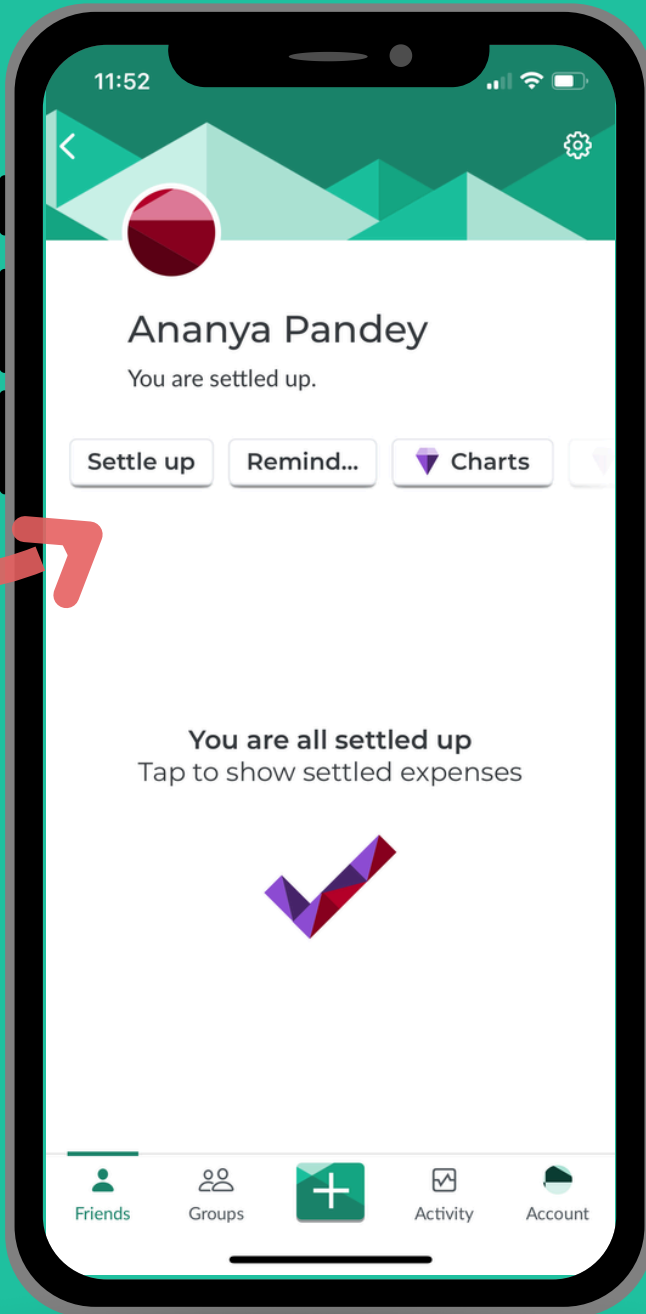 11:52
Ananya Pandey
You are settled up.
Settle up
Remind...
Charts
You are all settled up
Tap to show settled expenses
Friends
Groups
Activity
Account